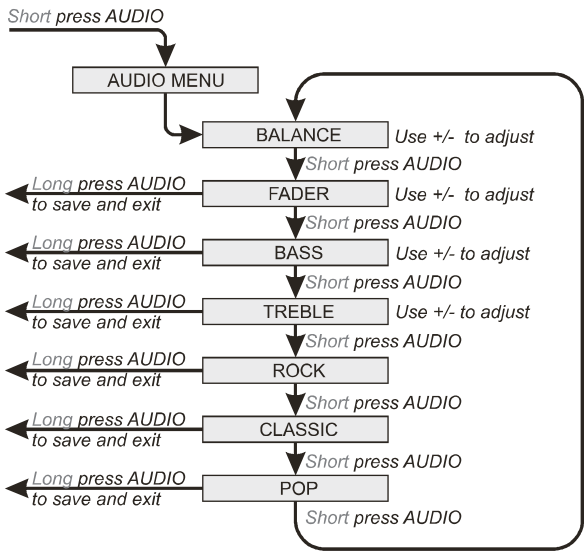 Short press AUDIO
AUDIO MENU
BALANCE
Use +/- to adjust
Short press AUDIO
Long press AUDIO
to save and exit
FADER
Use +/- to adjust
Short press AUDIO
Long press AUDIO
to save and exit
BASS
Use +/- to adjust
Short press AUDIO
Long press AUDIO
to save and exit
TREBLE
Use +/- to adjust
Short press AUDIO
Long press AUDIO
to save and exit
ROCK
Short press AUDIO
Long press AUDIO
to save and exit
CLASSIC
Short press AUDIO
Long press AUDIO
to save and exit
POP
Short press AUDIO